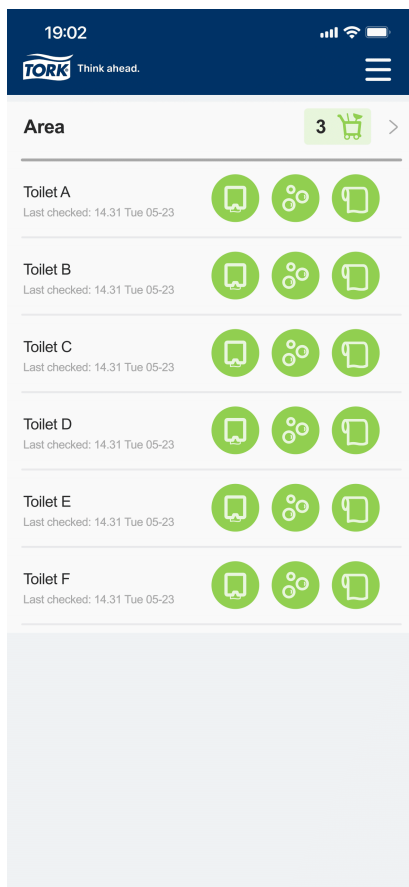 19:02
TORK Think ahead.
Area 3
Toilet A
Last checked: 14.31 Tue 05-23
Toilet B
Last checked: 14.31 Tue 05-23
Toilet C
Last checked: 14.31 Tue 05-23
Toilet D
Last checked: 14.31 Tue 05-23
Toilet E
Last checked: 14.31 Tue 05-23
Toilet F
Last checked: 14.31 Tue 05-23